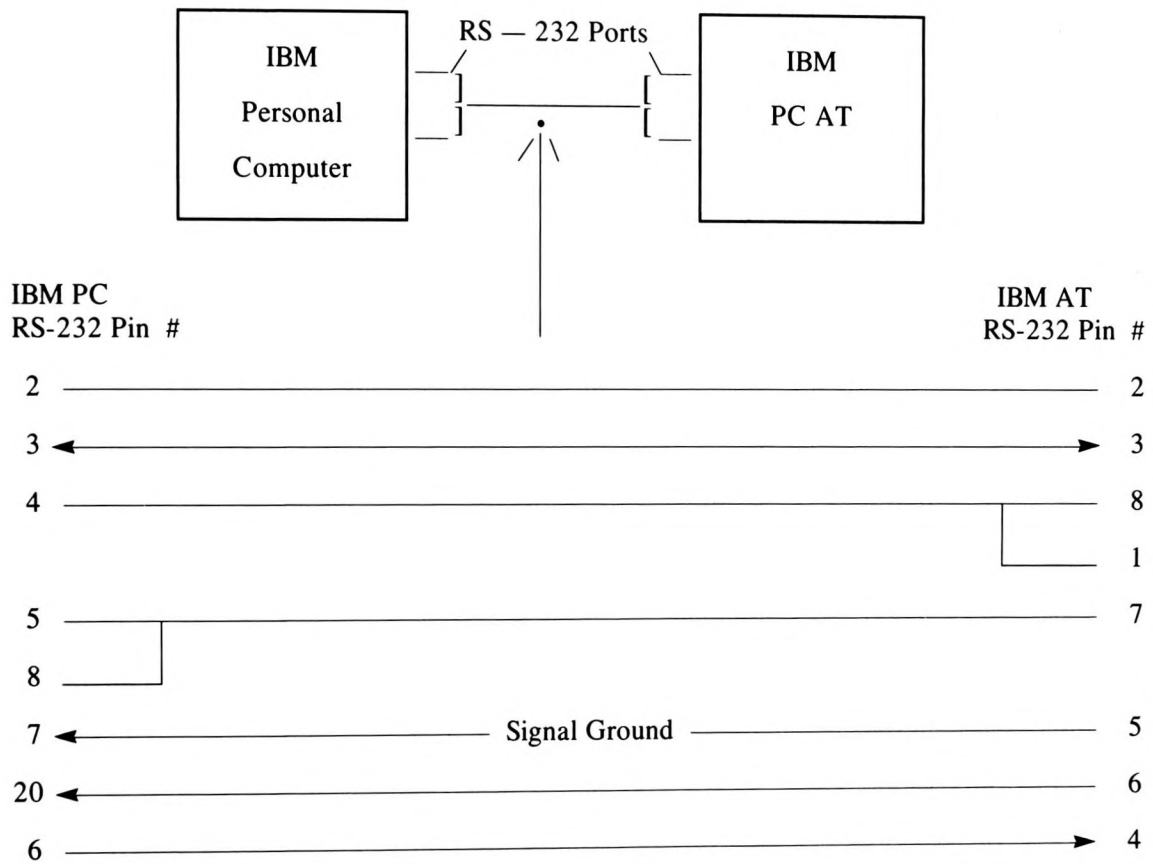 RS — 232 Ports
IBM
Personal
Computer
IBM
PC AT
IBM PC
RS-232 Pin #
IBM AT
RS-232 Pin #
2 2
3 3
4 8
1
5 7
8
7 Signal Ground 5
20 6
6 4